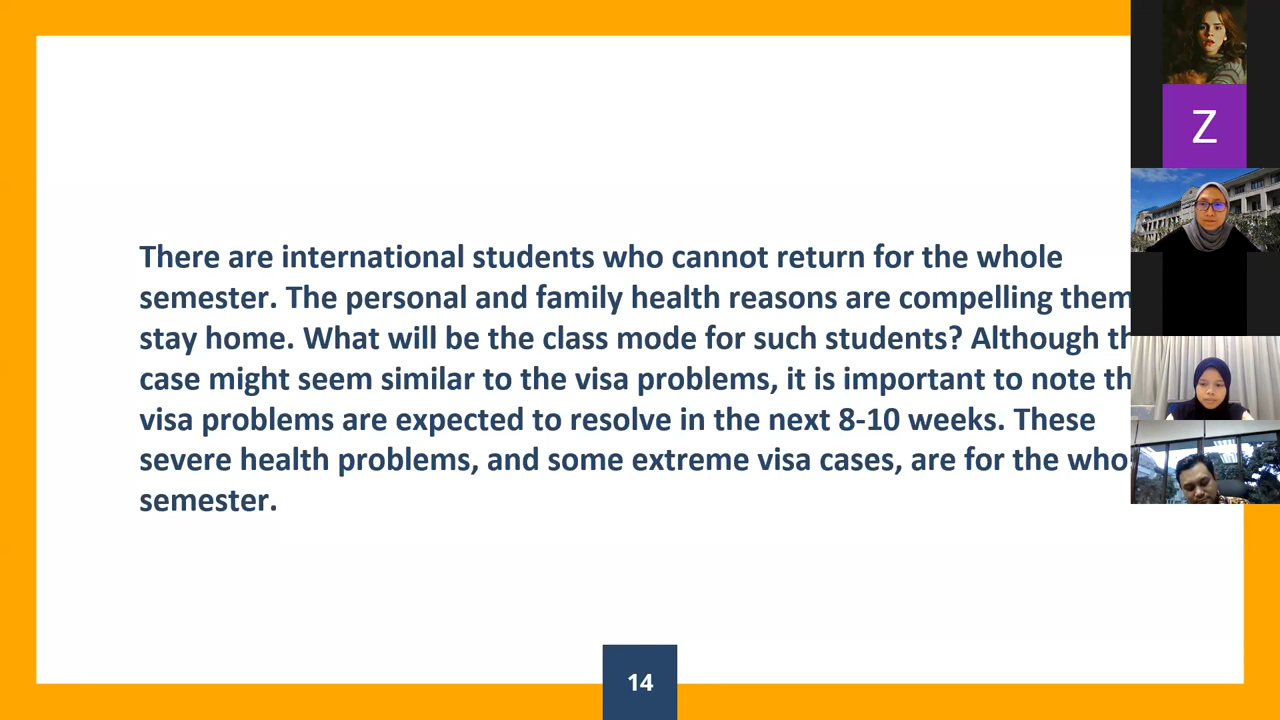 There are international students who cannot return for the whole
semester. The personal and family health reasons are compelling them
stay home. What will be the class mode for such students? Although
case might seem similar to the visa problems, it is important to note
visa problems are expected to resolve in the next 8-10 weeks. These
severe health problems, and some extreme visa cases, are for the
semester.
14
Z